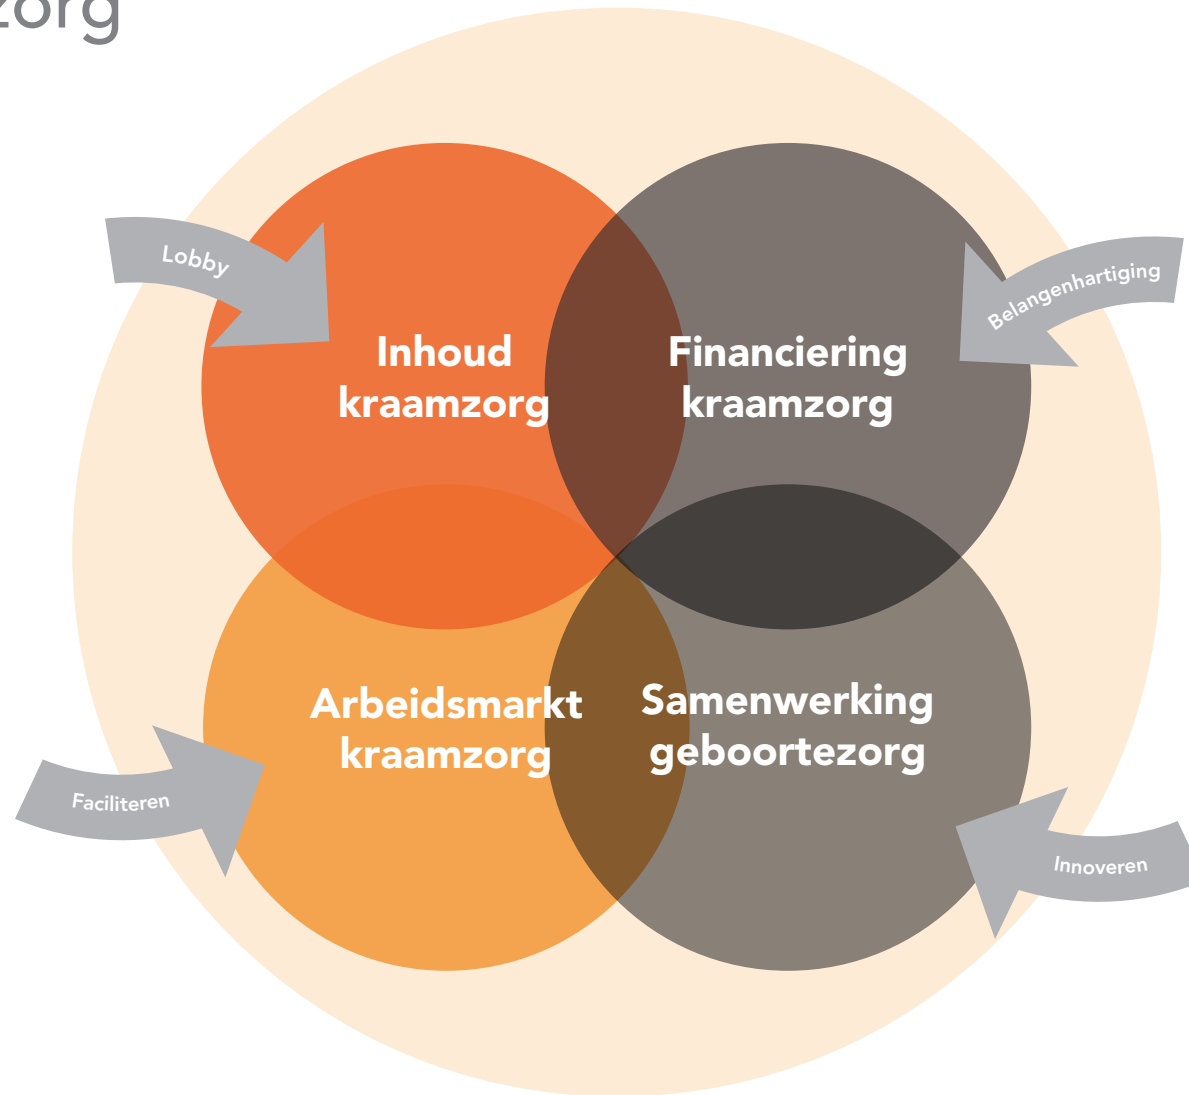 zorg
Lobby
Belangenhartiging
Inhoud
kraamzorg
Financiering
kraamzorg
Arbeidsmarkt
kraamzorg
Samenwerking
geboortezorg
Faciliteren
Innoveren